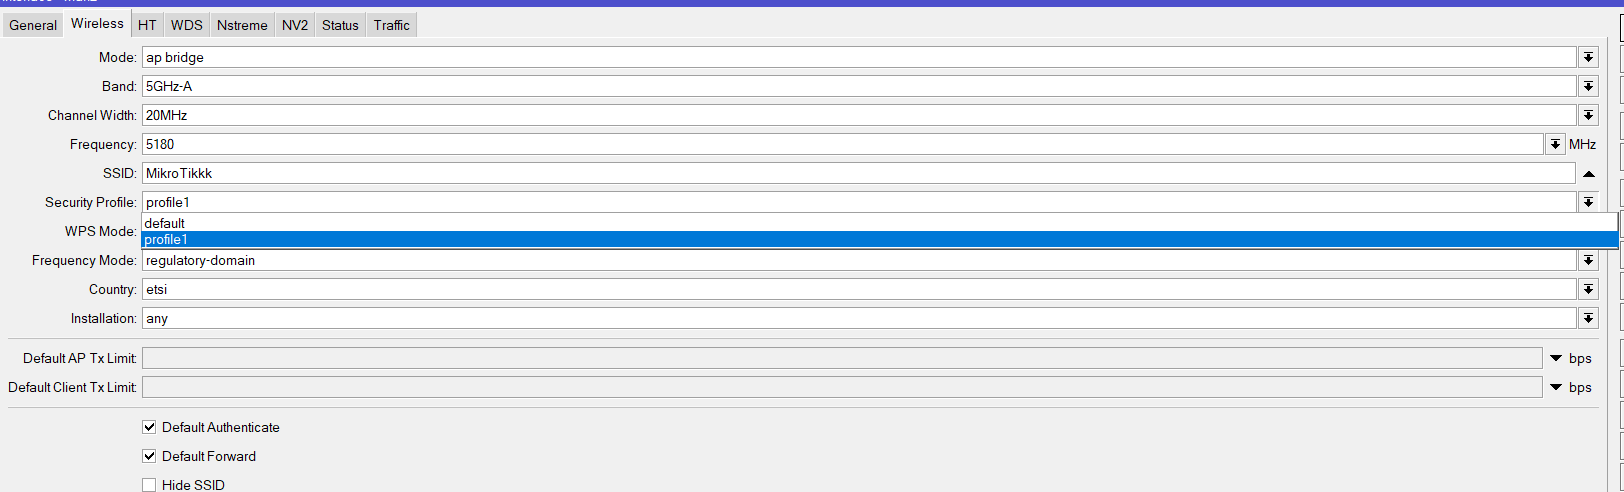 General Wireless HT WDS Nstreme NV2 Status Traffic
Mode: ap bridge
Band: 5GHz-A
Channel Width: 20MHz
Frequency: 5180 MHz
SSID: MikroTikkk
Security Profile: profile1
default
WPS Mode:
profile1
Frequency Mode: regulatory-domain
Country: etsi
Installation: any
Default AP Tx Limit: bps
Default Client Tx Limit: bps
Default Authenticate
Default Forward
Hide SSID